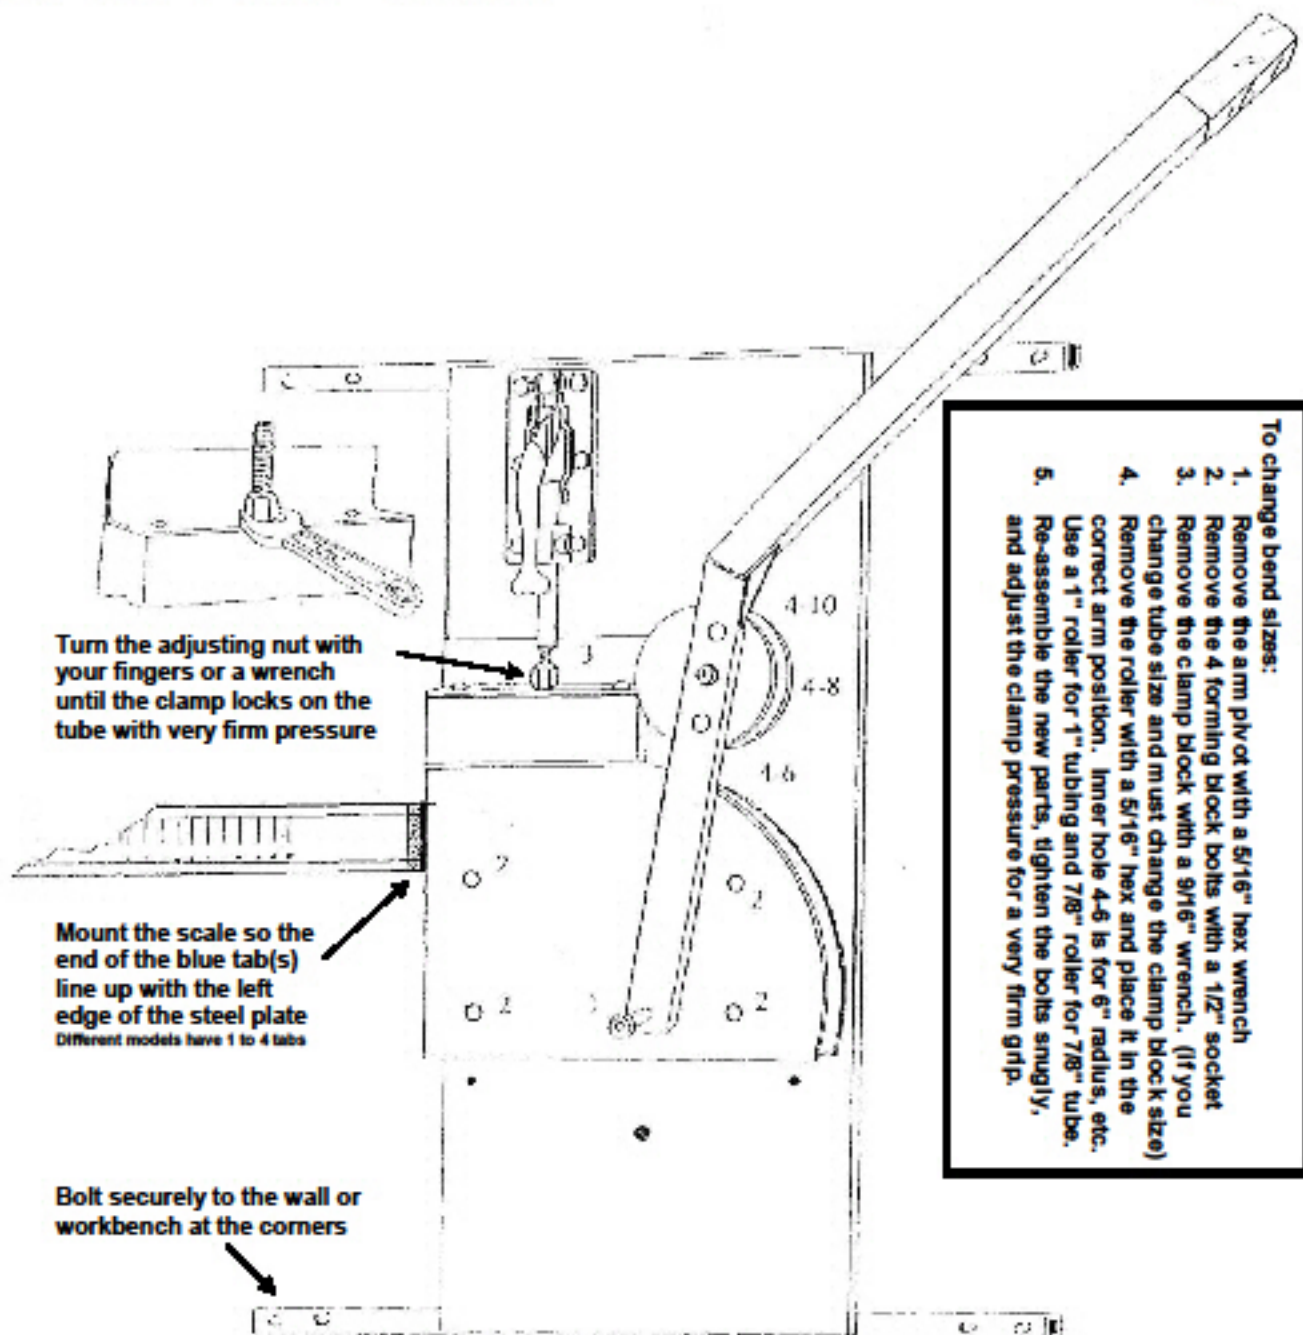 Turn the adjusting nut with
your fingers or a wrench
until the clamp locks on the
tube with very firm pressure
Mount the scale so the
end of the blue tab(s)
line up with the left
edge of the steel plate
Different models have 1 to 4 tabs
Bolt securely to the wall or
workbench at the corners
3
4-10
4-8
4-6
2
2
2
2
1
To change bend sizes:
1. Remove the arm pivot with a 5/16" hex wrench
2. Remove the 4 forming block bolts with a 1/2" socket
3. Remove the clamp block with a 9/16" wrench. (If you
change tube size and must change the clamp block size)
4. Remove the roller with a 5/16" hex and place it in the
correct arm position. Inner hole 4-6 is for 6" radius, etc.
Use a 1" roller for 1" tubing and 7/8" roller for 7/8" tube.
5. Re-assemble the new parts, tighten the bolts snugly,
and adjust the clamp pressure for a very firm grip.